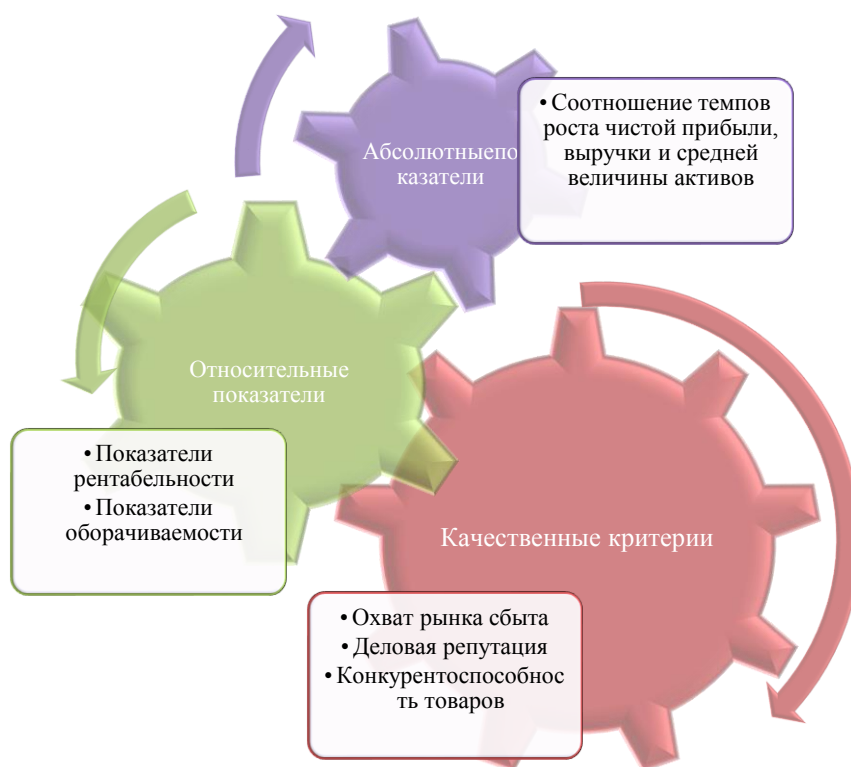 Абсолютныепо
казатели
• Соотношение темпов
роста чистой прибыли,
выручки и средней
величины активов
Относительные
показатели
• Показатели
рентабельности
• Показатели
оборачиваемости
Качественные критерии
• Охват рынка сбыта
• Деловая репутация
• Конкурентоспособнос
ть товаров